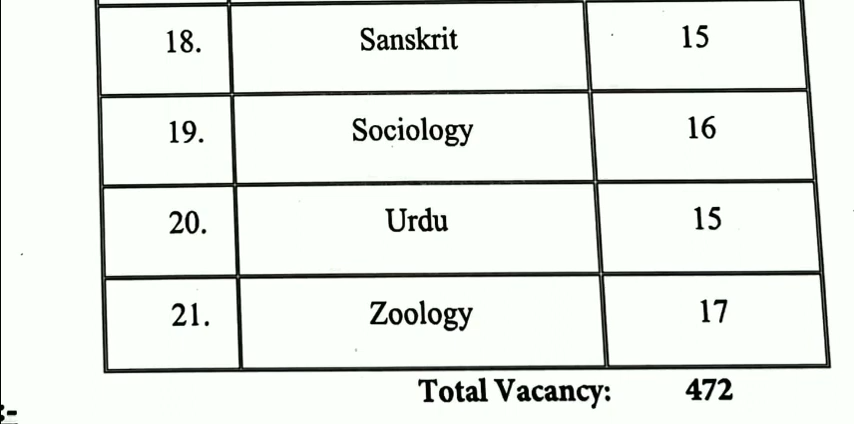 18. Sanskrit 15
19. Sociology 16
20. Urdu 15
21. Zoology 17
Total Vacancy: 472
:-